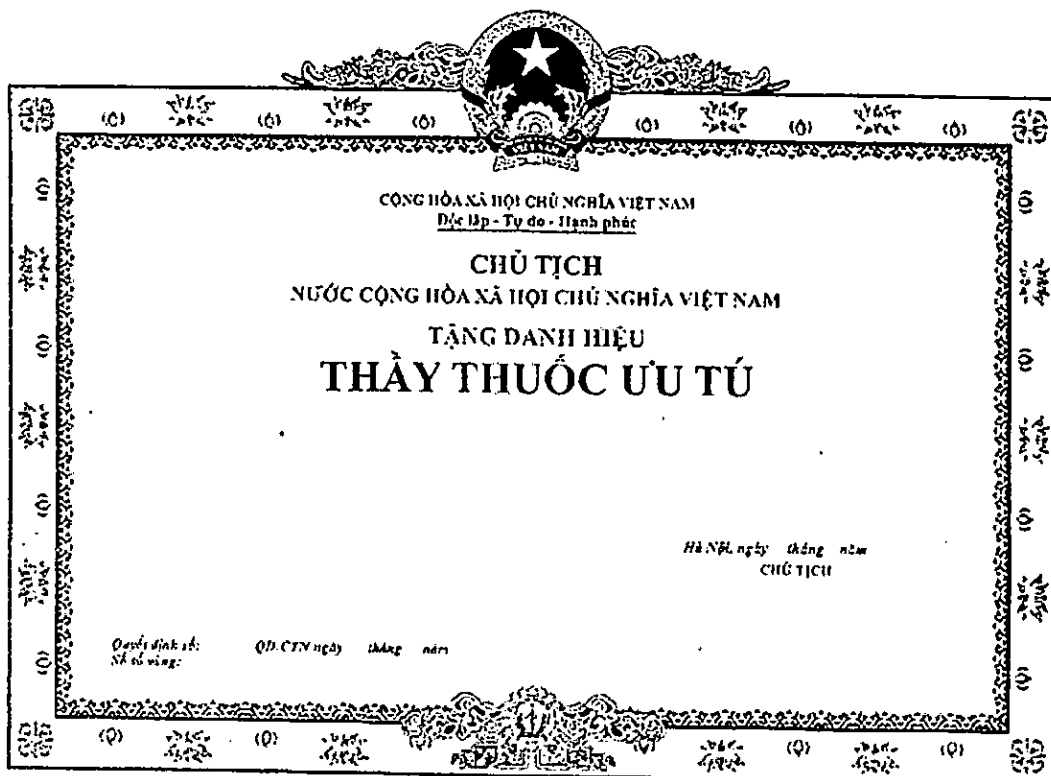 CỘNG HÒA XÃ HỘI CHỦ NGHĨA VIỆT NAM
Độc lập - Tự do - Hạnh phúc
CHỦ TỊCH
NƯỚC CỘNG HÒA XÃ HỘI CHỦ NGHĨA VIỆT NAM
TẶNG DANH HIỆU
THẦY THUỐC ƯU TÚ
Hà Nội, ngày tháng năm
CHỦ TỊCH
Quyết định số: QD.CTN ngày tháng năm
Số sổ vàng: